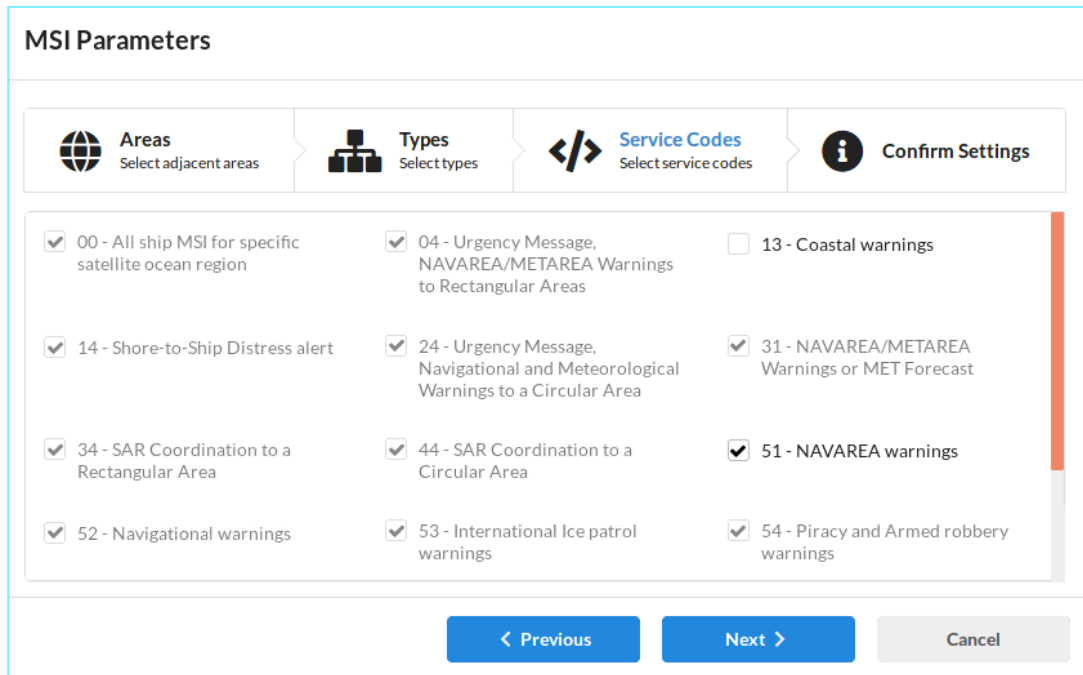 MSI Parameters
Areas
Select adjacent areas
Types
Select types
Service Codes
Select service codes
Confirm Settings
00 - All ship MSI for specific
satellite ocean region
04 - Urgency Message,
NAVAREA/METAREA Warnings
to Rectangular Areas
13 - Coastal warnings
14 - Shore-to-Ship Distress alert
24 - Urgency Message,
Navigational and Meteorological
Warnings to a Circular Area
31 - NAVAREA/METAREA
Warnings or MET Forecast
34 - SAR Coordination to a
Rectangular Area
44 - SAR Coordination to a
Circular Area
51 - NAVAREA warnings
52 - Navigational warnings
53 - International Ice patrol
warnings
54 - Piracy and Armed robbery
warnings
Previous
Next
Cancel